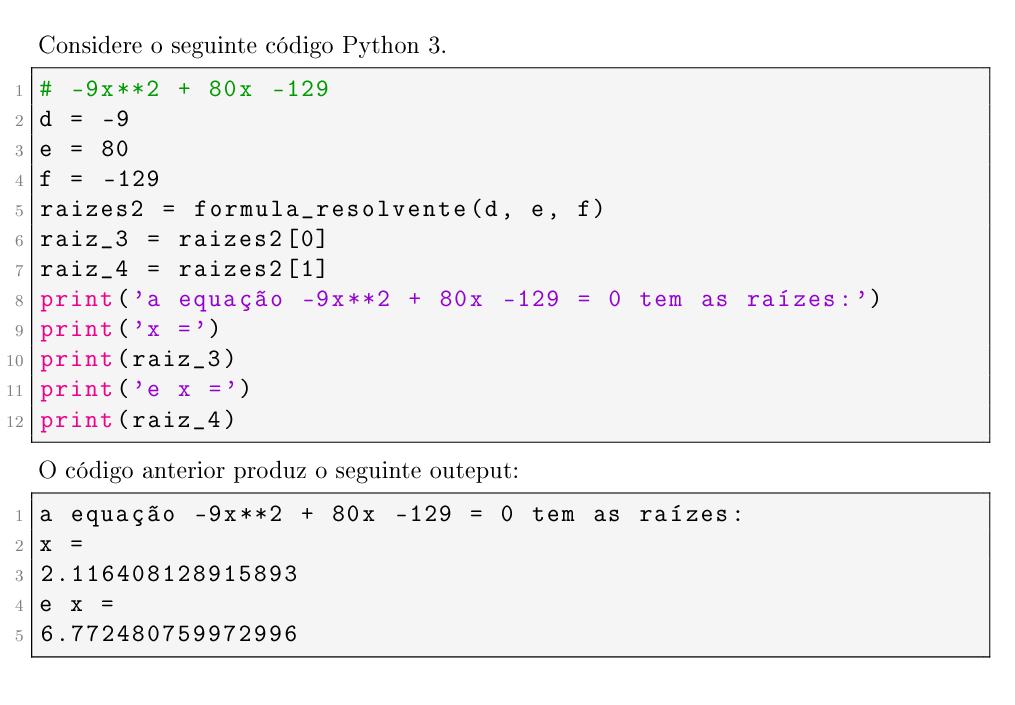 Considere o seguinte código Python 3.
1 # -9x**2 + 80x -129
2 d = -9
3 e = 80
4 f = -129
5 raizes2 = formula_resolvente(d, e, f)
6 raiz_3 = raizes2[0]
7 raiz_4 = raizes2[1]
8 print('a equação -9x**2 + 80x -129 = 0 tem as raízes:')
9 print('x =')
10 print(raiz_3)
11 print('e x =')
12 print(raiz_4)
O código anterior produz o seguinte outeput:
1 a equação -9x**2 + 80x -129 = 0 tem as raízes:
2 x =
3 2.116408128915893
4 e x =
5 6.772480759972996